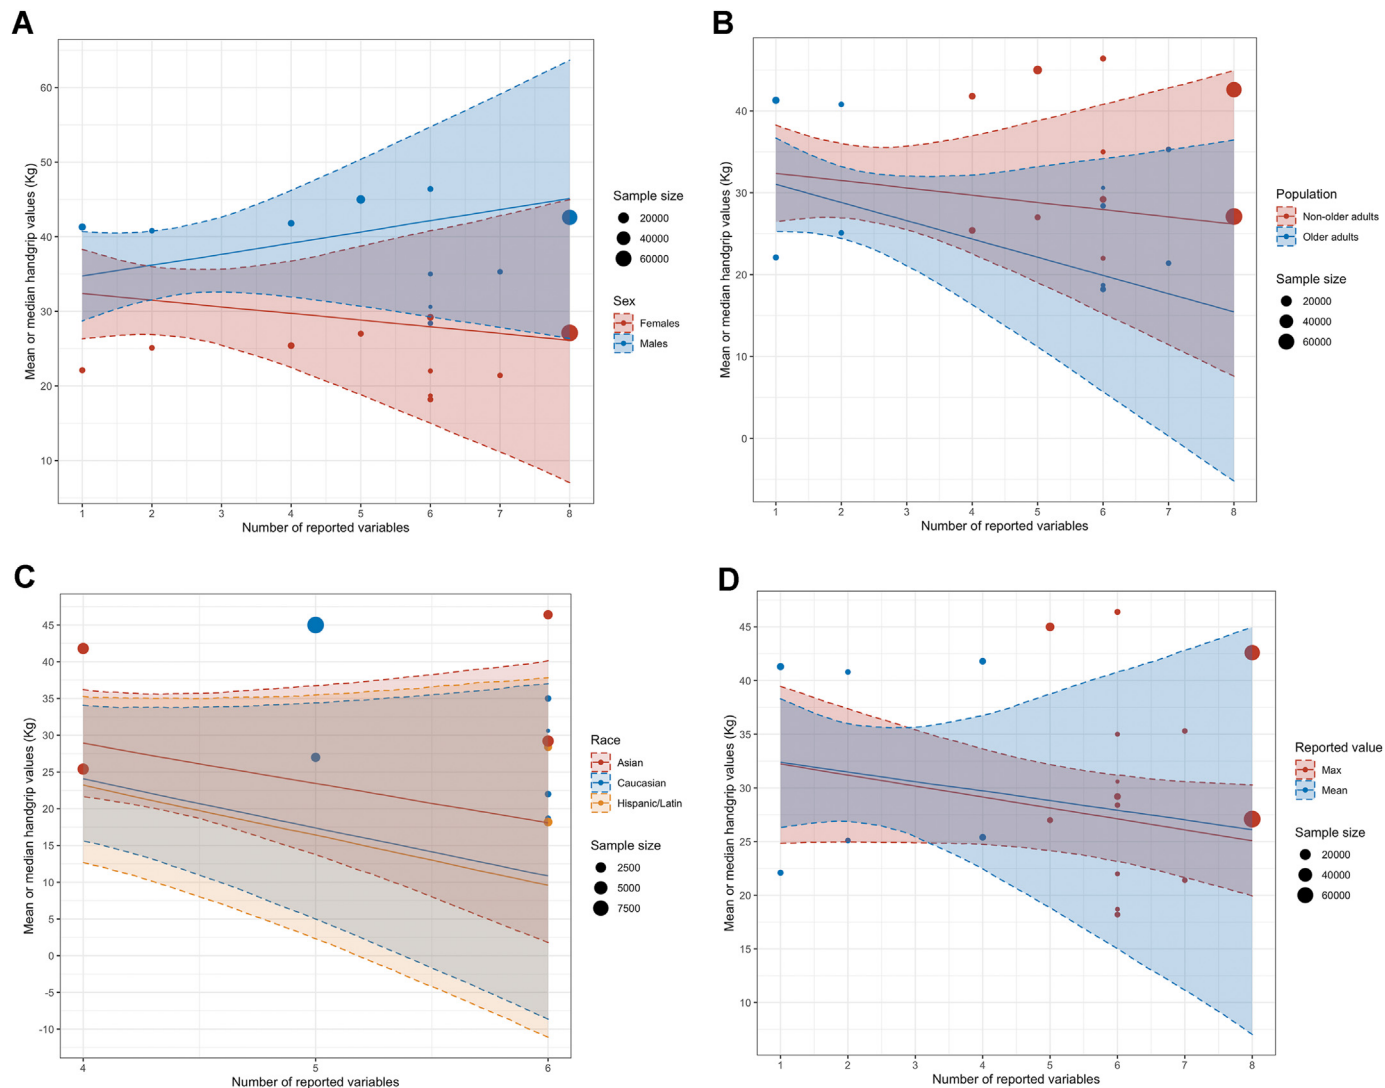 A
Mean or median handgrip values (Kg)
60
50
40
30
20
10
1 2 3 4 5 6 7 8
Number of reported variables
Sample size
20000
40000
60000
Sex
Females
Males
B
Mean or median handgrip values (Kg)
40
30
20
10
0
1 2 3 4 5 6 7 8
Number of reported variables
Population
Non-older adults
Older adults
Sample size
20000
40000
60000
C
Mean or median handgrip values (Kg)
45
40
35
30
25
20
15
10
5
0
-5
-10
4 5 6
Number of reported variables
Race
Asian
Caucasian
Hispanic/Latin
Sample size
2500
5000
7500
D
Mean or median handgrip values (Kg)
45
40
35
30
25
20
15
10
1 2 3 4 5 6 7 8
Number of reported variables
Reported value
Max
Mean
Sample size
20000
40000
60000